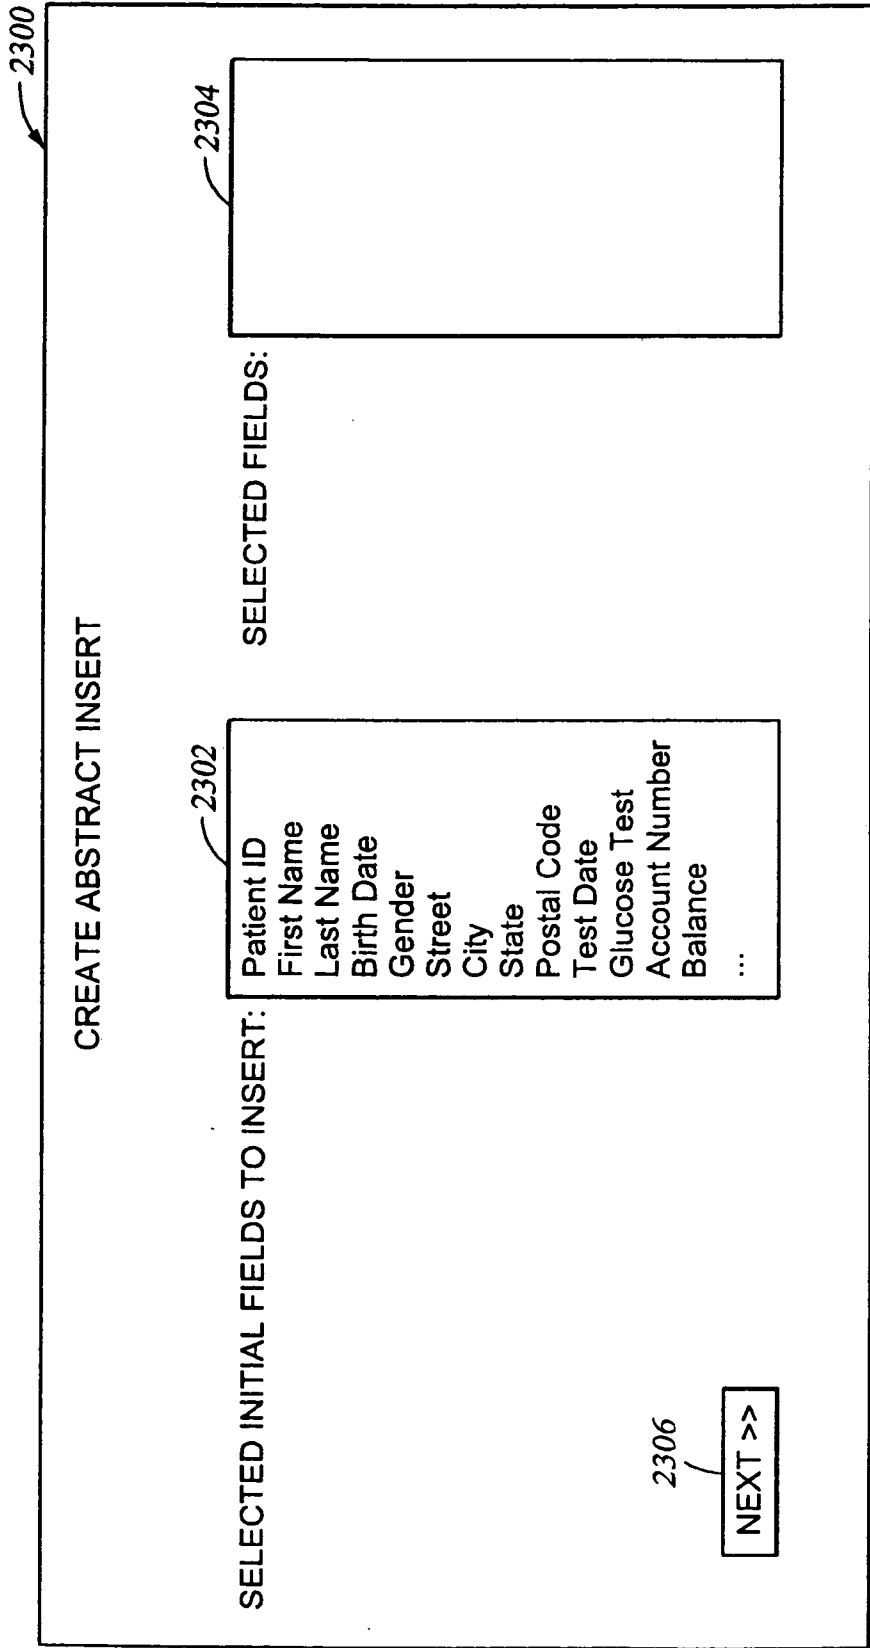 2300
CREATE ABSTRACT INSERT
SELECTED INITIAL FIELDS TO INSERT:
2302
Patient ID
First Name
Last Name
Birth Date
Gender
Street
City
State
Postal Code
Test Date
Glucose Test
Account Number
Balance
...
SELECTED FIELDS:
2304
2306
NEXT >>